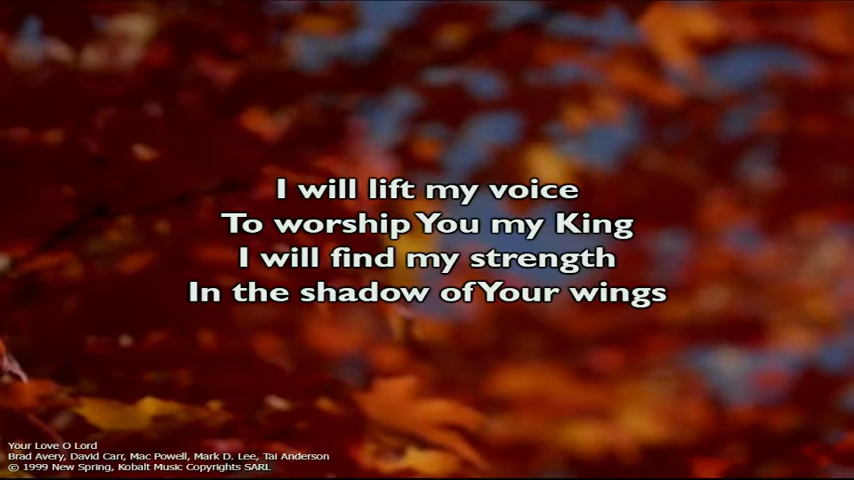 I will lift my voice
To worship You my King
I will find my strength
In the shadow of Your wings
Your Love O Lord
Brad Avery, David Carr, Mac Powell, Mark D. Lee, Tai Anderson
© 1999 New Spring, Kobalt Music Copyrights SARL